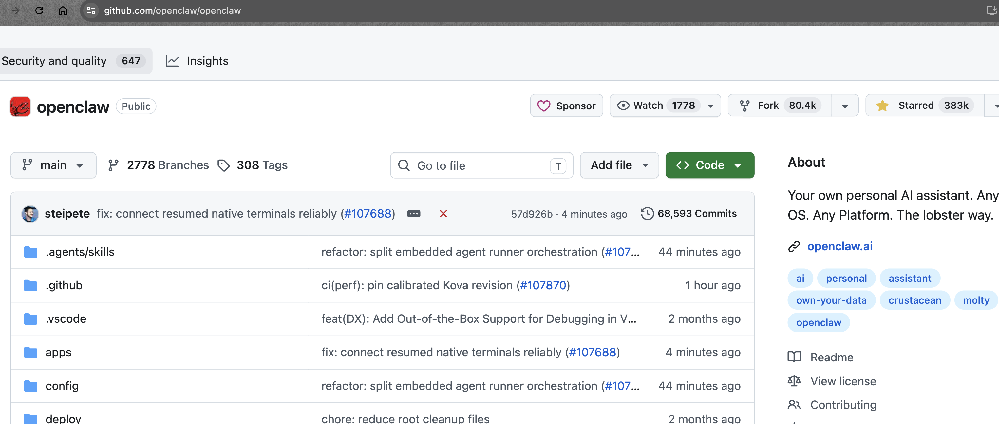 github.com/openclaw/openclaw
Security and quality 647 Insights
openclaw Public Sponsor Watch 1778 Fork 80.4k Starred 383k
main 2778 Branches 308 Tags Go to file T Add file Code
steipete fix: connect resumed native terminals reliably (#107688) 57d926b · 4 minutes ago 68,593 Commits
.agents/skills refactor: split embedded agent runner orchestration (#107... 44 minutes ago
.github ci(perf): pin calibrated Kova revision (#107870) 1 hour ago
.vscode feat(DX): Add Out-of-the-Box Support for Debugging in V... 2 months ago
apps fix: connect resumed native terminals reliably (#107688) 4 minutes ago
config refactor: split embedded agent runner orchestration (#107... 44 minutes ago
deploy chore: reduce root cleanup files 2 months ago
About
Your own personal AI assistant. Any
OS. Any Platform. The lobster way.
openclaw.ai
ai personal assistant
own-your-data crustacean molty
openclaw
Readme
View license
Contributing